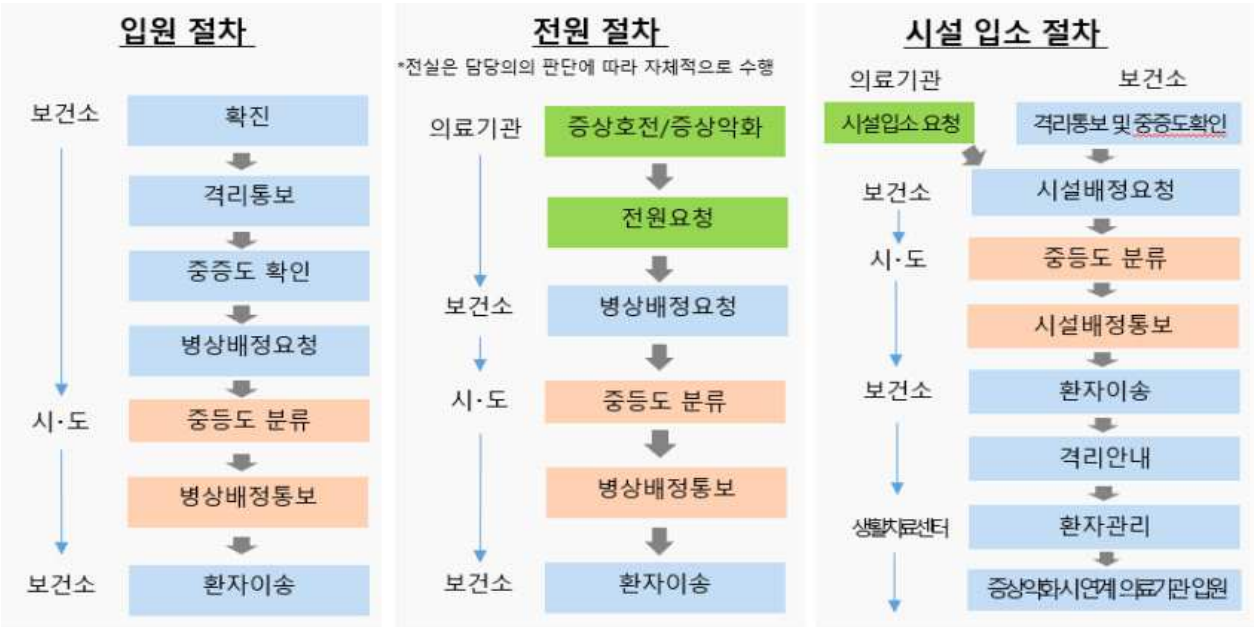 입원 절차
보건소
확진
격리통보
중증도 확인
병상배정요청
시·도
중등도 분류
병상배정통보
보건소
환자이송
전원 절차
*전실은 담당의의 판단에 따라 자체적으로 수행
의료기관
증상호전/증상악화
전원요청
보건소
병상배정요청
시·도
중등도 분류
병상배정통보
보건소
환자이송
시설 입소 절차
의료기관
보건소
시설입소 요청
격리통보 및 중증도확인
보건소
시설배정요청
시·도
중등도 분류
시설배정통보
보건소
환자이송
격리안내
생활치료센터
환자관리
증상악화시 연계 의료기관 입원